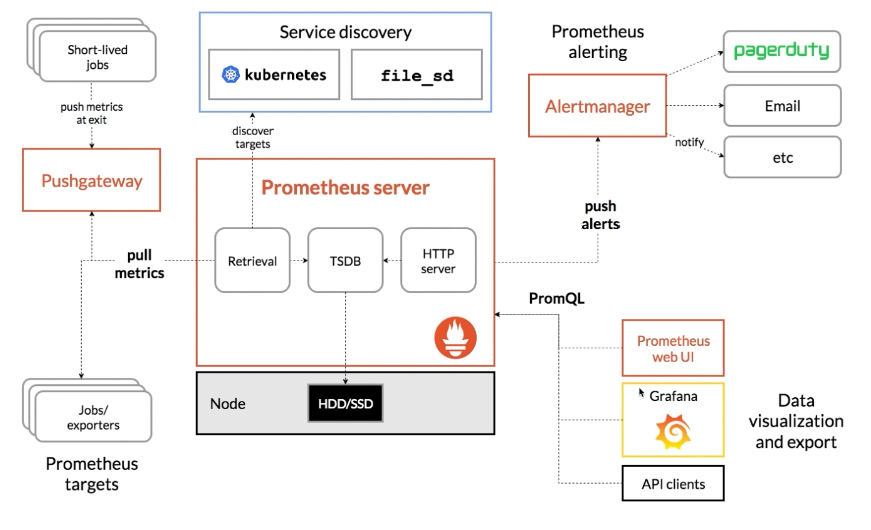 Short-lived
jobs
push metrics
at exit
Pushgateway
Service discovery
kubernetes
file_sd
discover
targets
Prometheus
alerting
Alertmanager
pagerduty
Email
notify
etc
Prometheus server
Retrieval
TSDB
HTTP
server
pull
metrics
push
alerts
PromQL
Node
HDD/SSD
Jobs/
exporters
Prometheus
targets
Prometheus
web UI
Grafana
API clients
Data
visualization
and export